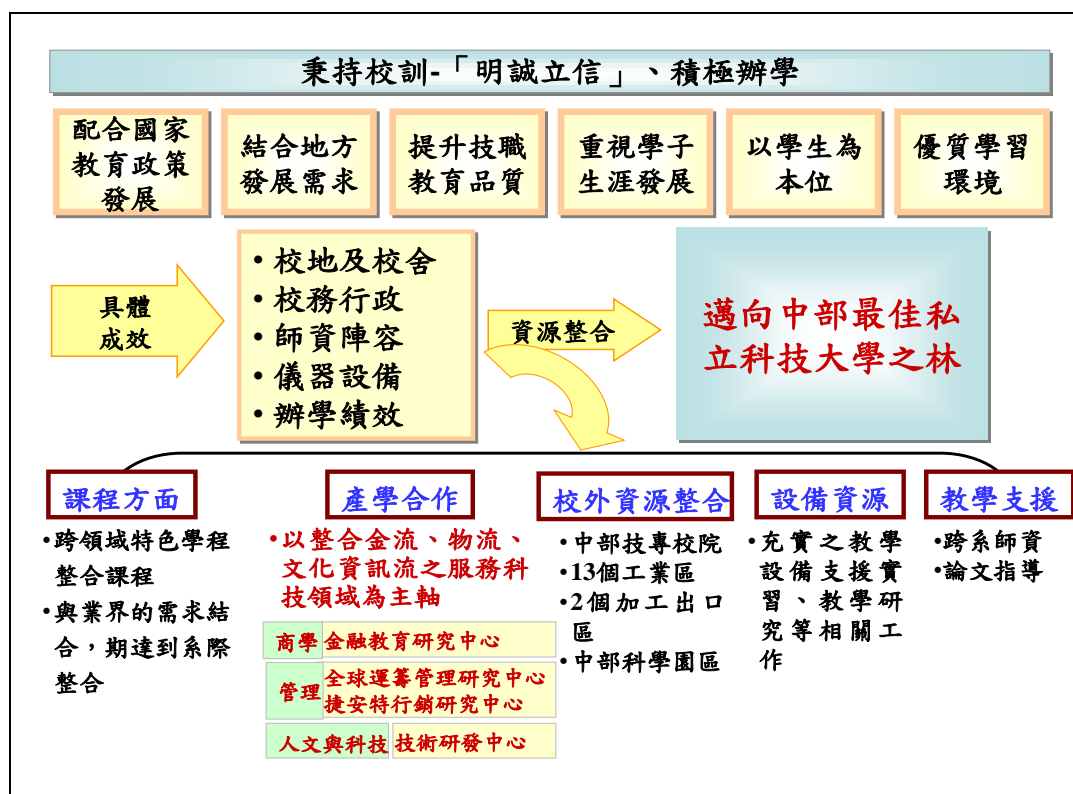 秉持校訓-「明誠立信」、積極辦學
配合國家
教育政策
發展
結合地方
發展需求
提升技職
教育品質
重視學子
生涯發展
以學生為
本位
優質學習
環境
具體
成效
•校地及校舍
•校務行政
•師資陣容
•儀器設備
•辦學績效
資源整合
邁向中部最佳私
立科技大學之林
課程方面
•跨領域特色學程
整合課程
•與業界的需求結
合，期達到系際
整合
產學合作
•以整合金流、物流、
文化資訊流之服務科
技領域為主軸
商學 金融教育研究中心
管理 全球運籌管理研究中心
捷安特行銷研究中心
人文與科技 技術研發中心
校外資源整合
•中部技專校院
•13個工業區
•2個加工出口
區
•中部科學園區
設備資源
•充實之教學
設備支援實
習、教學研
究等相關工
作
教學支援
•跨系師資
•論文指導